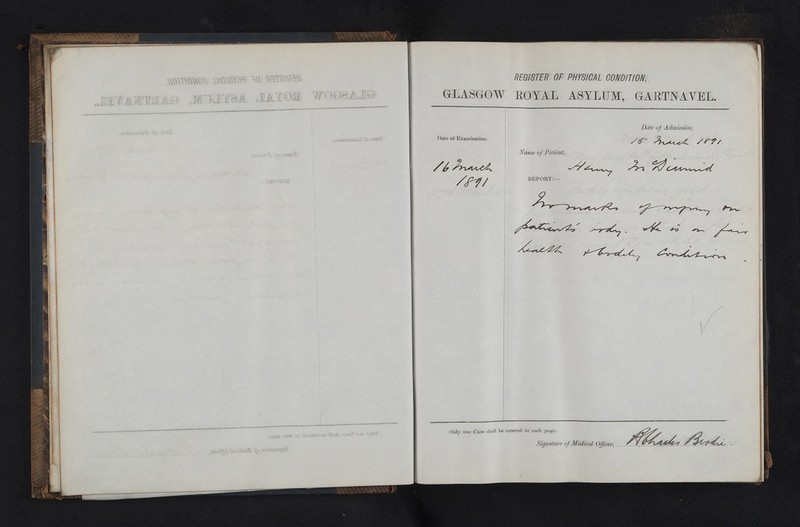 REGISTER OF PHYSICAL CONDITION,
GLASGOW ROYAL ASYLUM, GARTNAVEL.
Date of Admission,
15 March 1891
Date of Examination.
Name of Patient,
Henry McDiarmid
16 March
1891
REPORT:—
No marks of injury on
patient's body. He is in fair
health & bodily condition.
Only one Case shall be entered in each page.
Signature of Medical Officer, R Charles Brodie